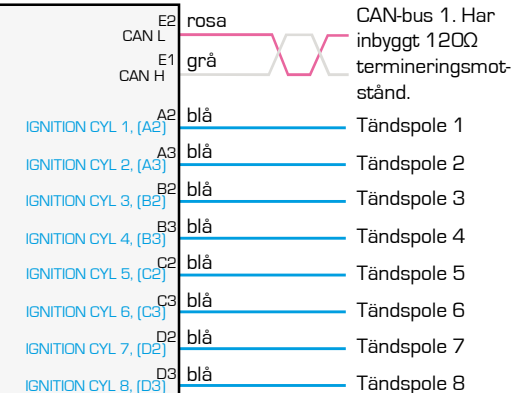 E2 rosa
CAN L
E1 grå
CAN H
CAN-bus 1. Har
inbyggt 120Ω
termineringsmot-
stånd.
A2 blå
IGNITION CYL 1, (A2) Tändspole 1
A3 blå
IGNITION CYL 2, (A3) Tändspole 2
B2 blå
IGNITION CYL 3, (B2) Tändspole 3
B3 blå
IGNITION CYL 4, (B3) Tändspole 4
C2 blå
IGNITION CYL 5, (C2) Tändspole 5
C3 blå
IGNITION CYL 6, (C3) Tändspole 6
D2 blå
IGNITION CYL 7, (D2) Tändspole 7
D3 blå
IGNITION CYL 8, (D3) Tändspole 8